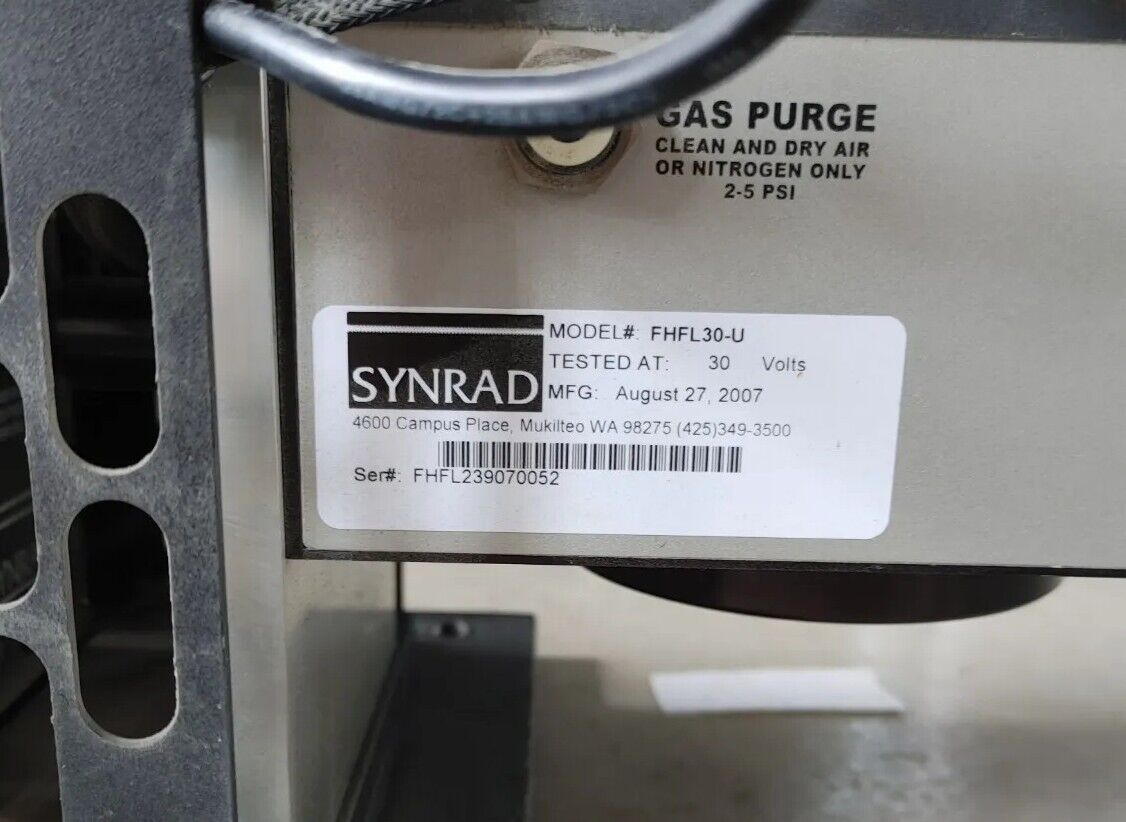 GAS PURGE
CLEAN AND DRY AIR
OR NITROGEN ONLY
2-5 PSI
SYNRAD
MODEL#: FHFL30-U
TESTED AT: 30 Volts
MFG: August 27, 2007
4600 Campus Place, Mukilteo WA 98275 (425)349-3500
Ser#: FHFL239070052